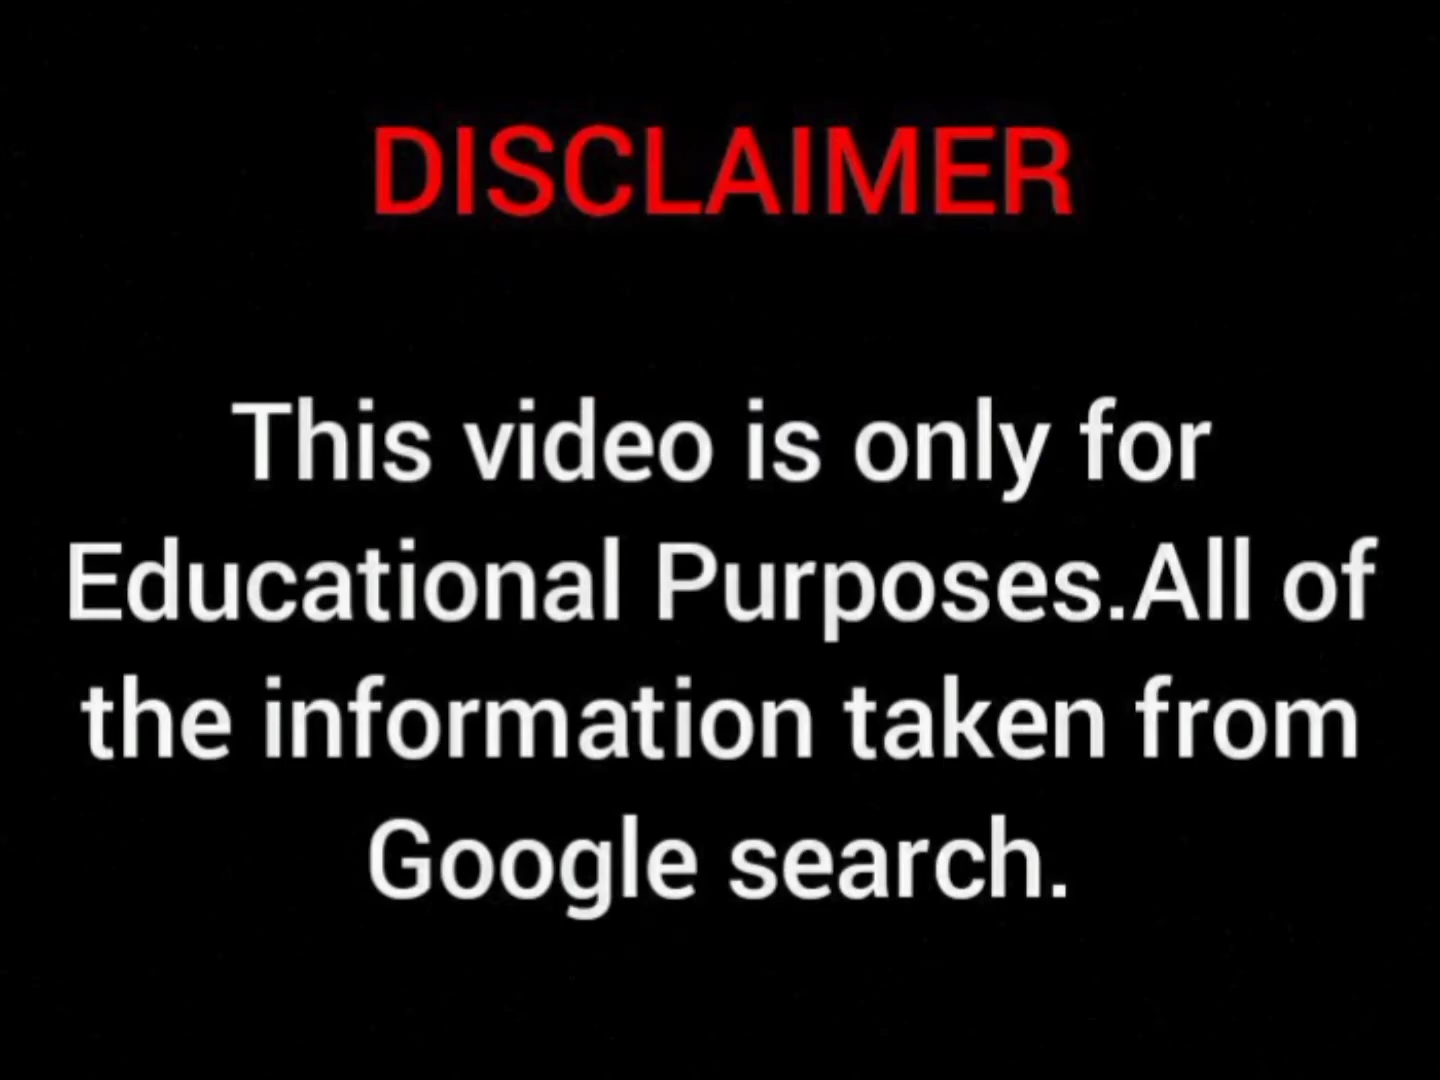 DISCLAIMER
This video is only for
Educational Purposes.All of
the information taken from
Google search.